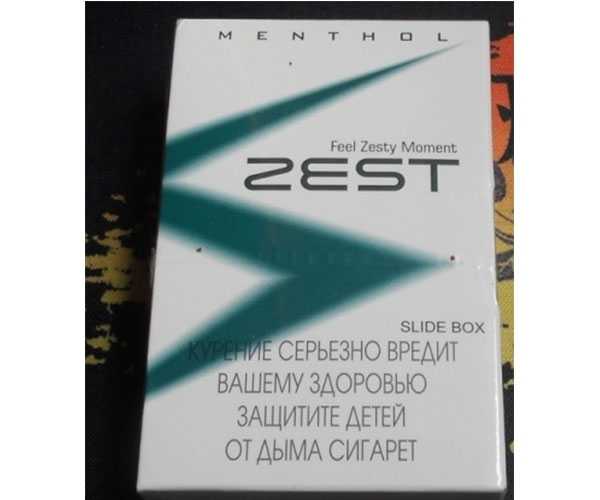 MENTHOL
Feel Zesty Moment
ZEST
SLIDE BOX
КУРЕНИЕ СЕРЬЕЗНО ВРЕДИТ
ВАШЕМУ ЗДОРОВЬЮ
ЗАЩИТИТЕ ДЕТЕЙ
ОТ ДЫМА СИГАРЕТ